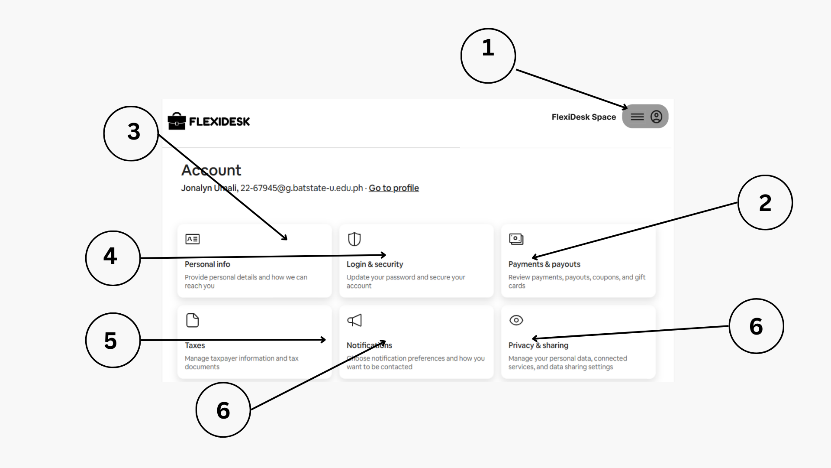 1
FLEXIDESK
FlexiDesk Space
3
Account
Jonalyn Umali, 22-67945@g.batstate-u.edu.ph · Go to profile
2
4
Personal info
Provide personal details and how we can
reach you
Login & security
Update your password and secure your
account
Payments & payouts
Review payments, payouts, coupons, and gift
cards
5
Taxes
Manage taxpayer information and tax
documents
Notifications
Choose notification preferences and how you
want to be contacted
Privacy & sharing
Manage your personal data, connected
services, and data sharing settings
6
6